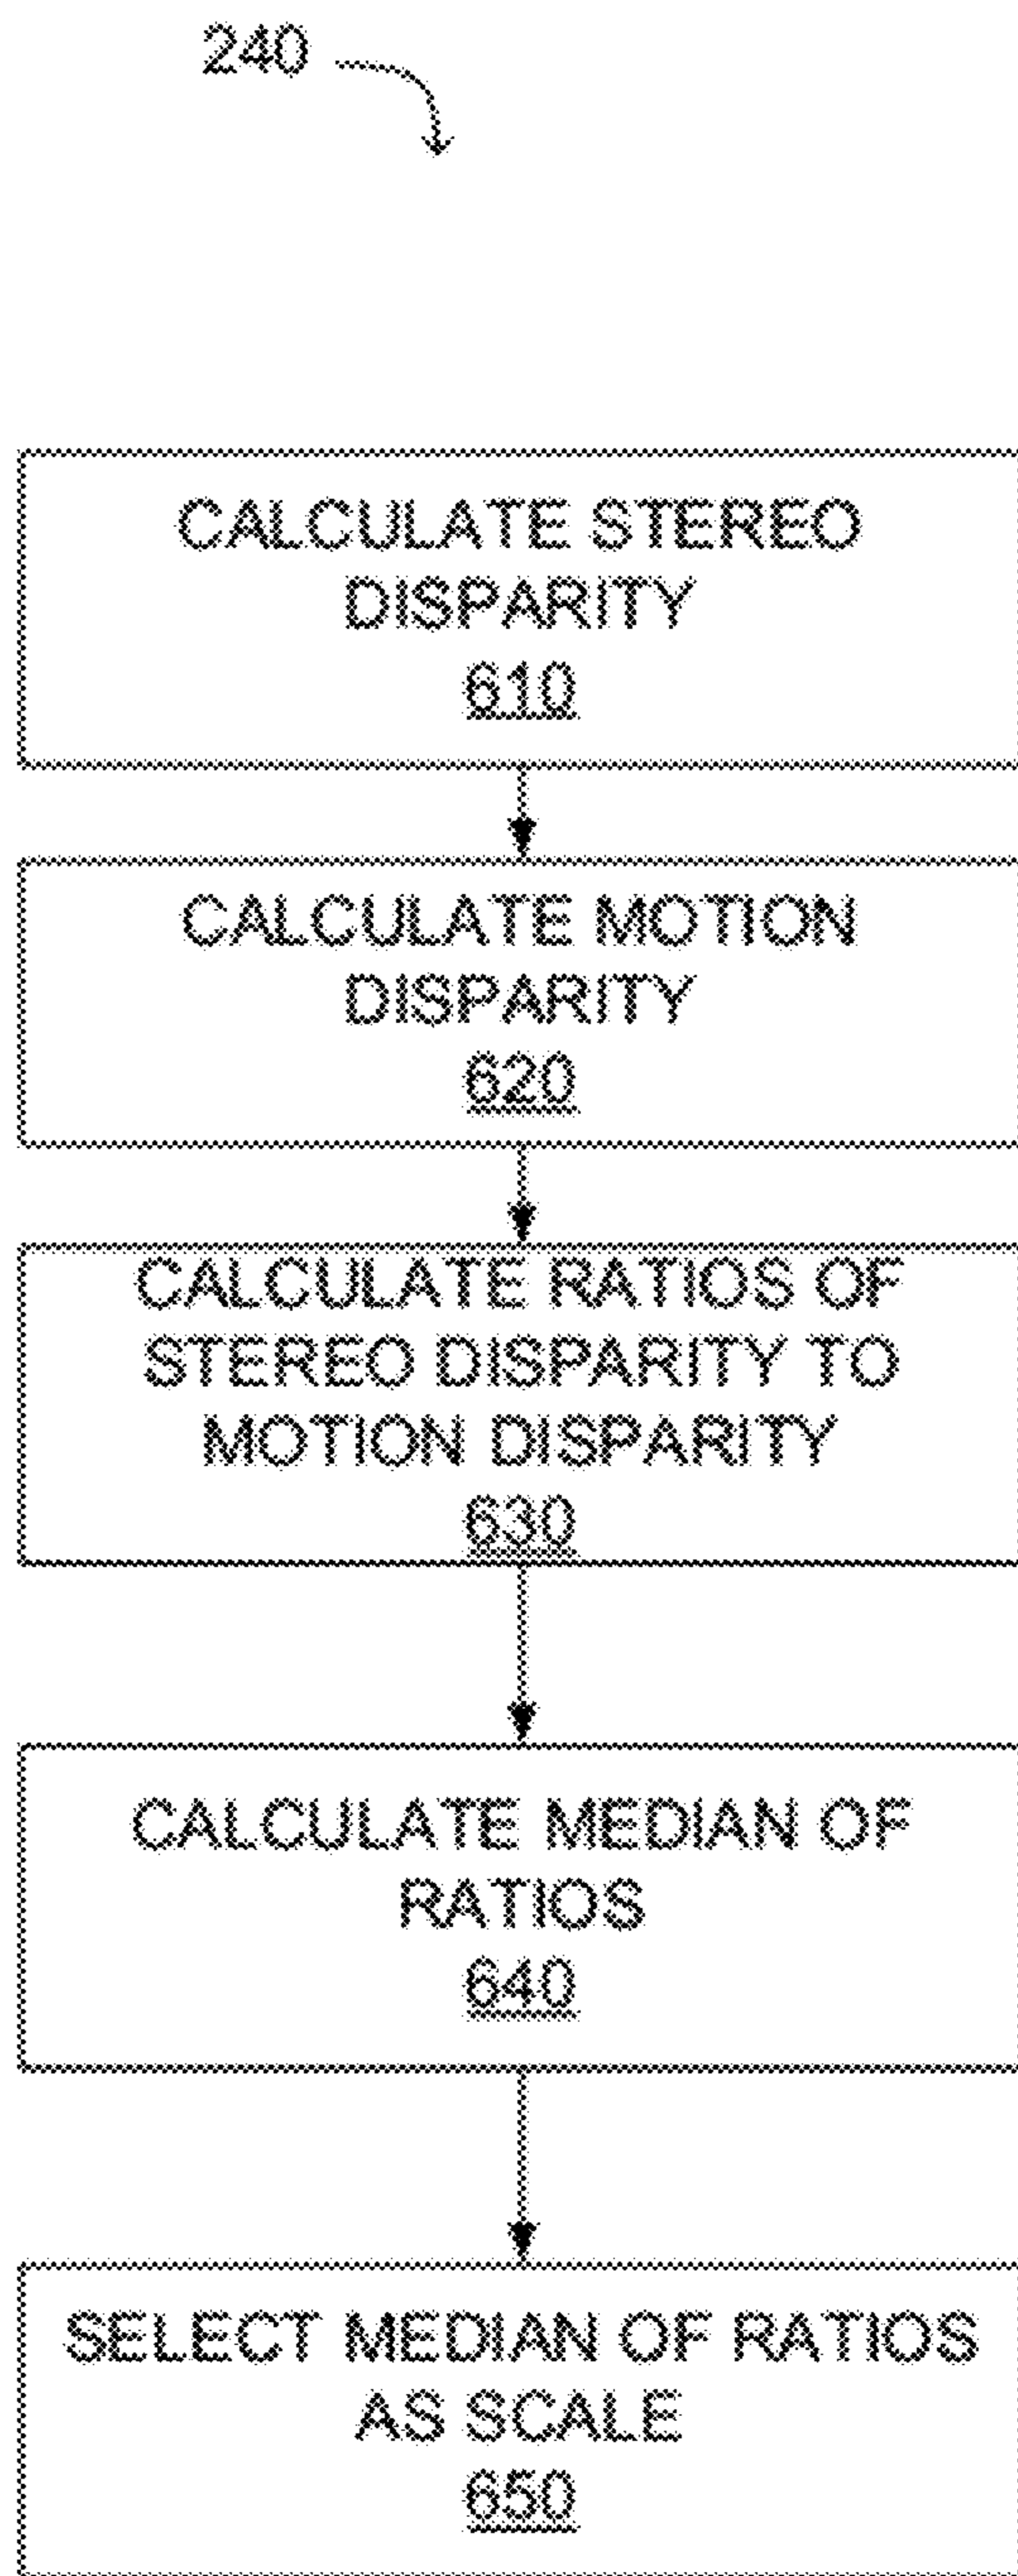 240
CALCULATE STEREO
DISPARITY
610
CALCULATE MOTION
DISPARITY
620
CALCULATE RATIOS OF
STEREO DISPARITY TO
MOTION DISPARITY
630
CALCULATE MEDIAN OF
RATIOS
640
SELECT MEDIAN OF RATIOS
AS SCALE
650